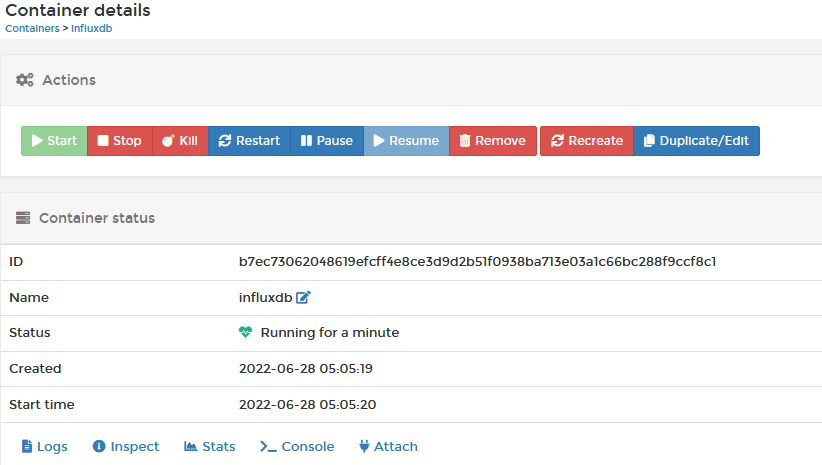 Container details
Containers > influxdb
Actions
Start Stop Kill Restart Pause Resume Remove Recreate Duplicate/Edit
Container status
ID b7ec73062048619efcff4e8ce3d9d2b51f0938ba713e03a1c66bc288f9ccf8c1
Name influxdb
Status Running for a minute
Created 2022-06-28 05:05:19
Start time 2022-06-28 05:05:20
Logs Inspect Stats Console Attach